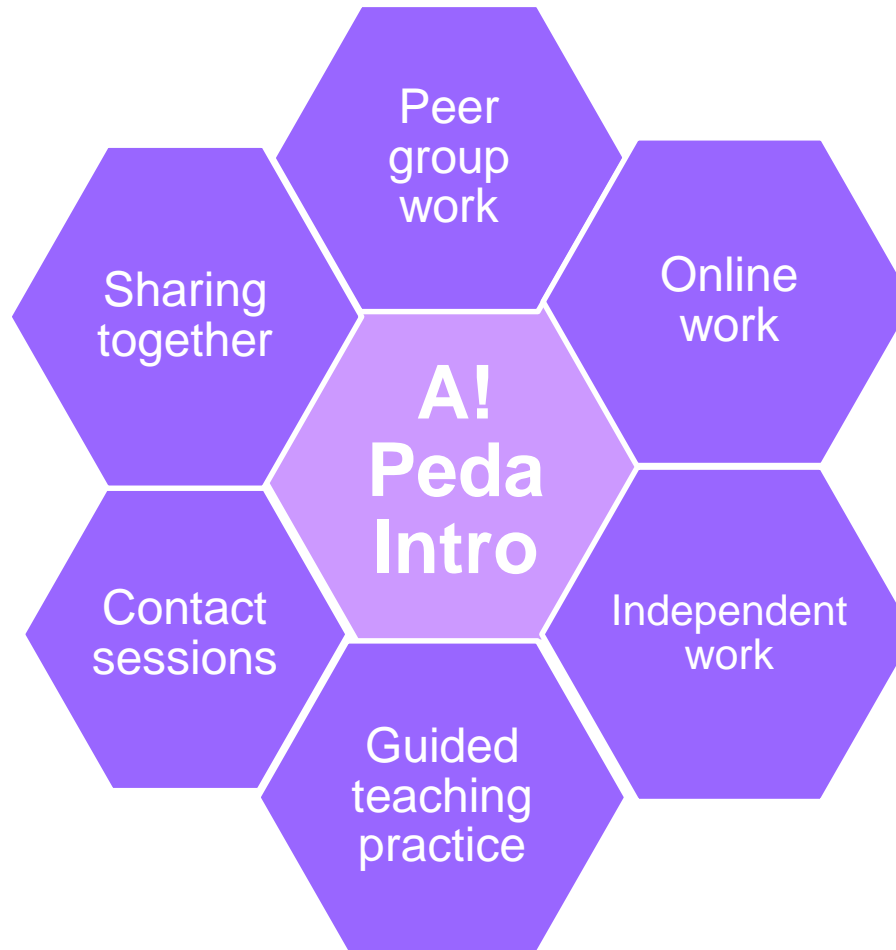 Peer
group
work
Sharing
together
Online
work
A!
Peda
Intro
Contact
sessions
Independent
work
Guided
teaching
practice